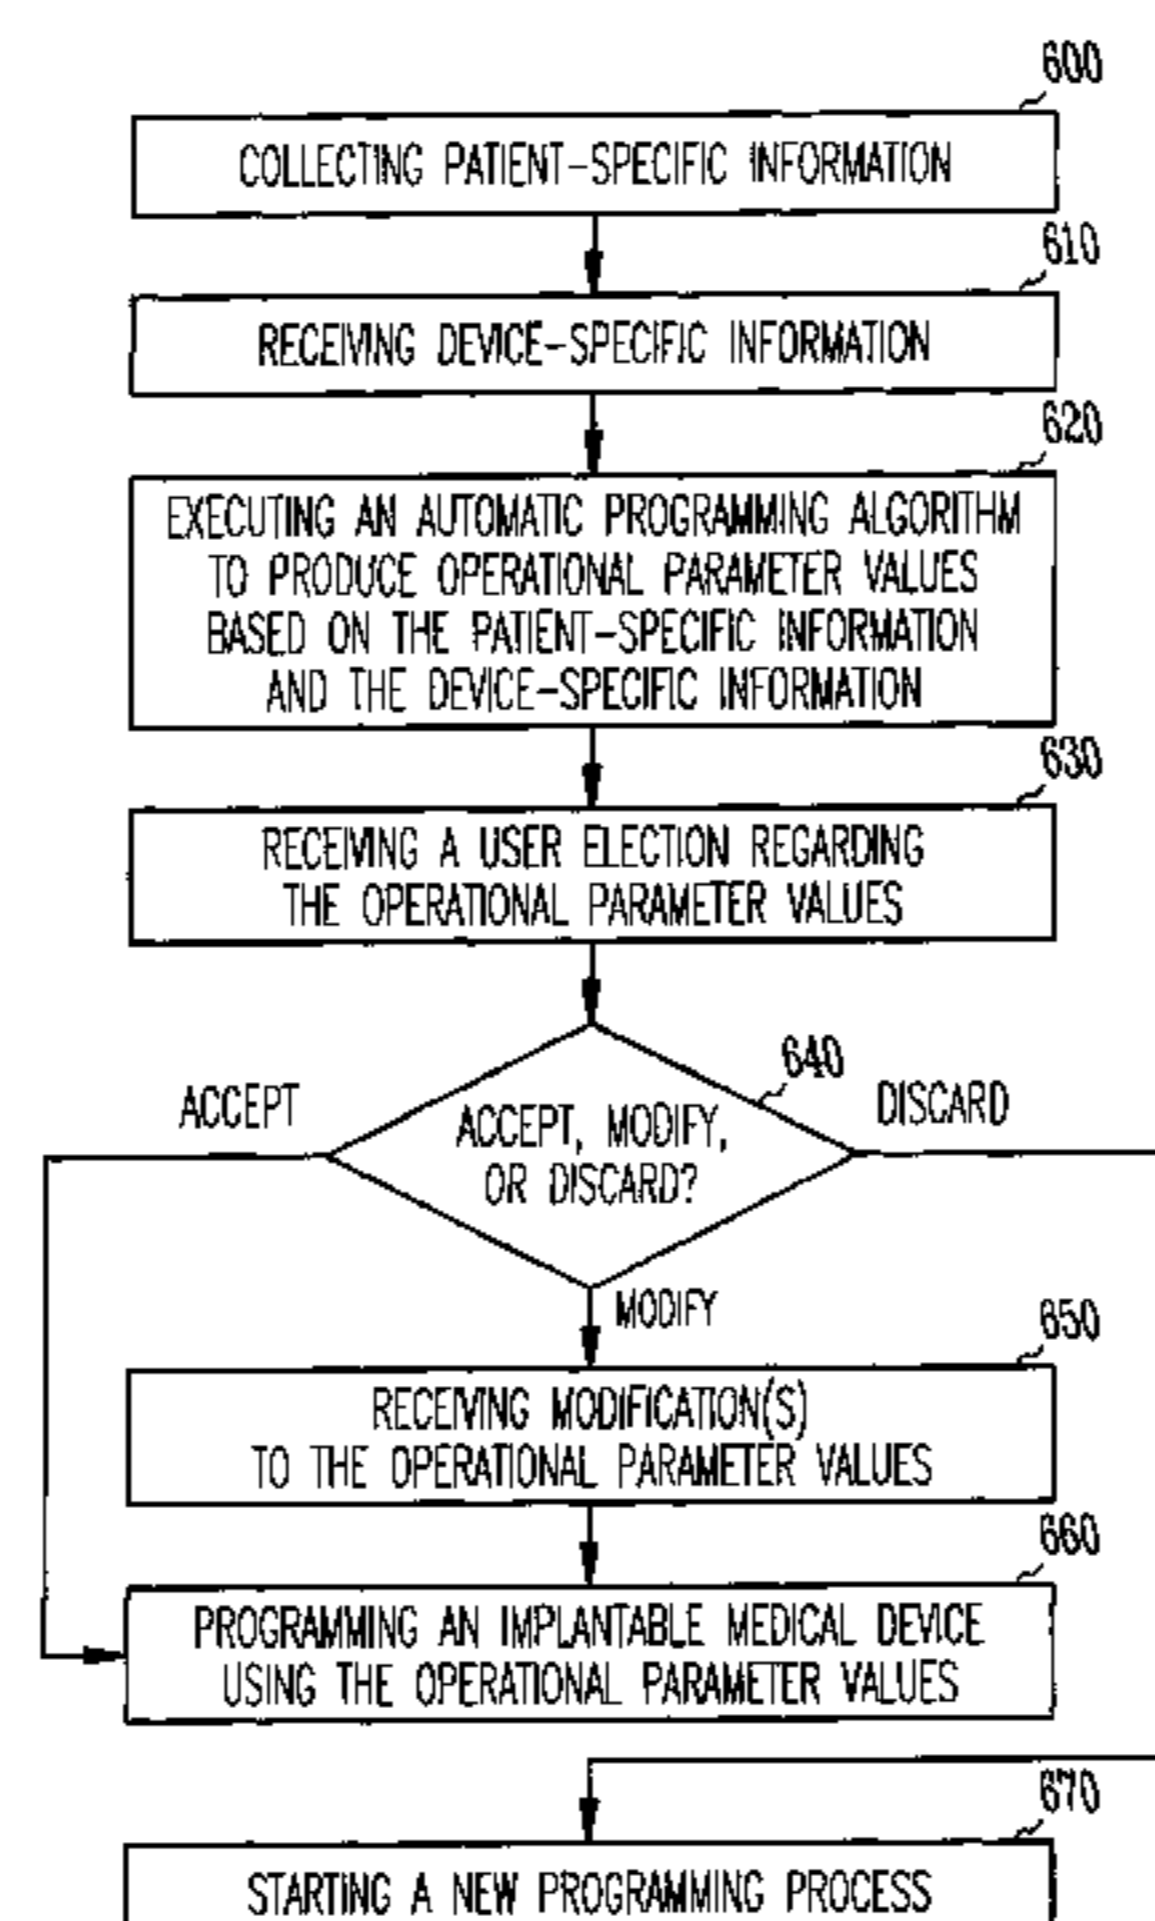 600
COLLECTING PATIENT-SPECIFIC INFORMATION
610
RECEIVING DEVICE-SPECIFIC INFORMATION
620
EXECUTING AN AUTOMATIC PROGRAMMING ALGORITHM
TO PRODUCE OPERATIONAL PARAMETER VALUES
BASED ON THE PATIENT-SPECIFIC INFORMATION
AND THE DEVICE-SPECIFIC INFORMATION
630
RECEIVING A USER ELECTION REGARDING
THE OPERATIONAL PARAMETER VALUES
640
ACCEPT
DISCARD
ACCEPT, MODIFY,
OR DISCARD?
MODIFY
650
RECEIVING MODIFICATION(S)
TO THE OPERATIONAL PARAMETER VALUES
660
PROGRAMMING AN IMPLANTABLE MEDICAL DEVICE
USING THE OPERATIONAL PARAMETER VALUES
670
STARTING A NEW PROGRAMMING PROCESS